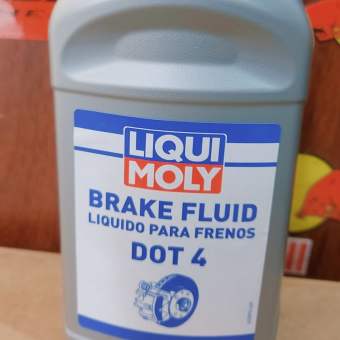 LIQUI
MOLY
BRAKE FLUID
LIQUIDO PARA FRENOS
DOT 4